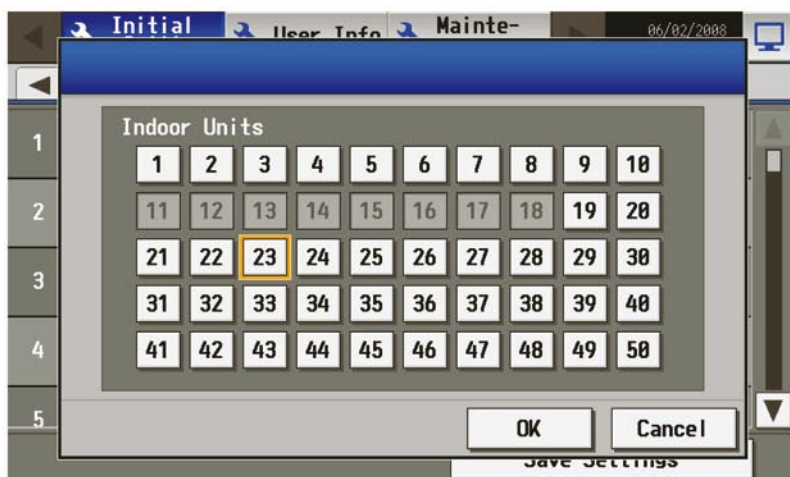 Initial User Info Mainte- 06/02/2008
Indoor Units
1 1 2 3 4 5 6 7 8 9 10
2 11 12 13 14 15 16 17 18 19 20
21 22 23 24 25 26 27 28 29 30
3 31 32 33 34 35 36 37 38 39 40
4 41 42 43 44 45 46 47 48 49 50
5 OK Cancel
Save Settings